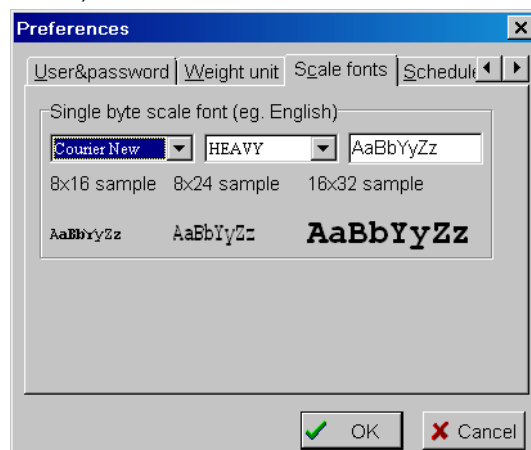 Preferences
User&password Weight unit Scale fonts Schedule
Single byte scale font (eg. English)
Courier New HEAVY AaBbYyZz
8x16 sample 8x24 sample 16x32 sample
AaBbYyZz AaBbYyZz AaBbYyZz
OK Cancel